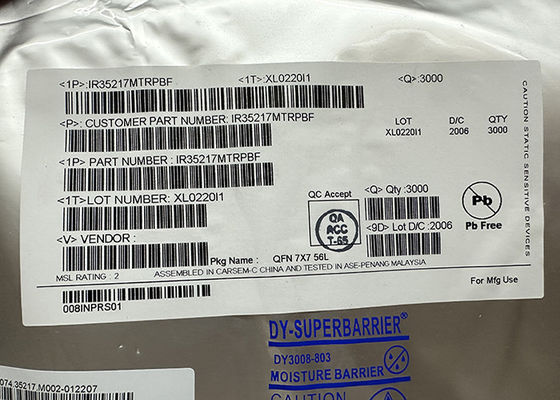 <1P>: IR35217MTRPBF <1T>:XL0220I1 <Q>: 3000
<P>: CUSTOMER PART NUMBER: IR35217MTRPBF
LOT D/C QTY
XL0220I1 2006 3000
<1P> PART NUMBER : IR35217MTRPBF
<1T>LOT NUMBER: XL0220I1
QC Accept
<Q> Qty :3000
QA
ACC
T-65
Pb
Pb Free
<V> VENDOR :
<9D> Lot D/C :2006
Pkg Name : QFN 7X7 56L
MSL RATING : 2
ASSEMBLED IN CARSEM-C CHINA AND TESTED IN ASE-PENANG MALAYSIA
For Mfg Use
008INPRS01
CAUTION STATIC SENSITIVE DEVICES
DY-SUPERBARRIER®
DY3008-803
MOISTURE BARRIER
074.35217.M002-012207